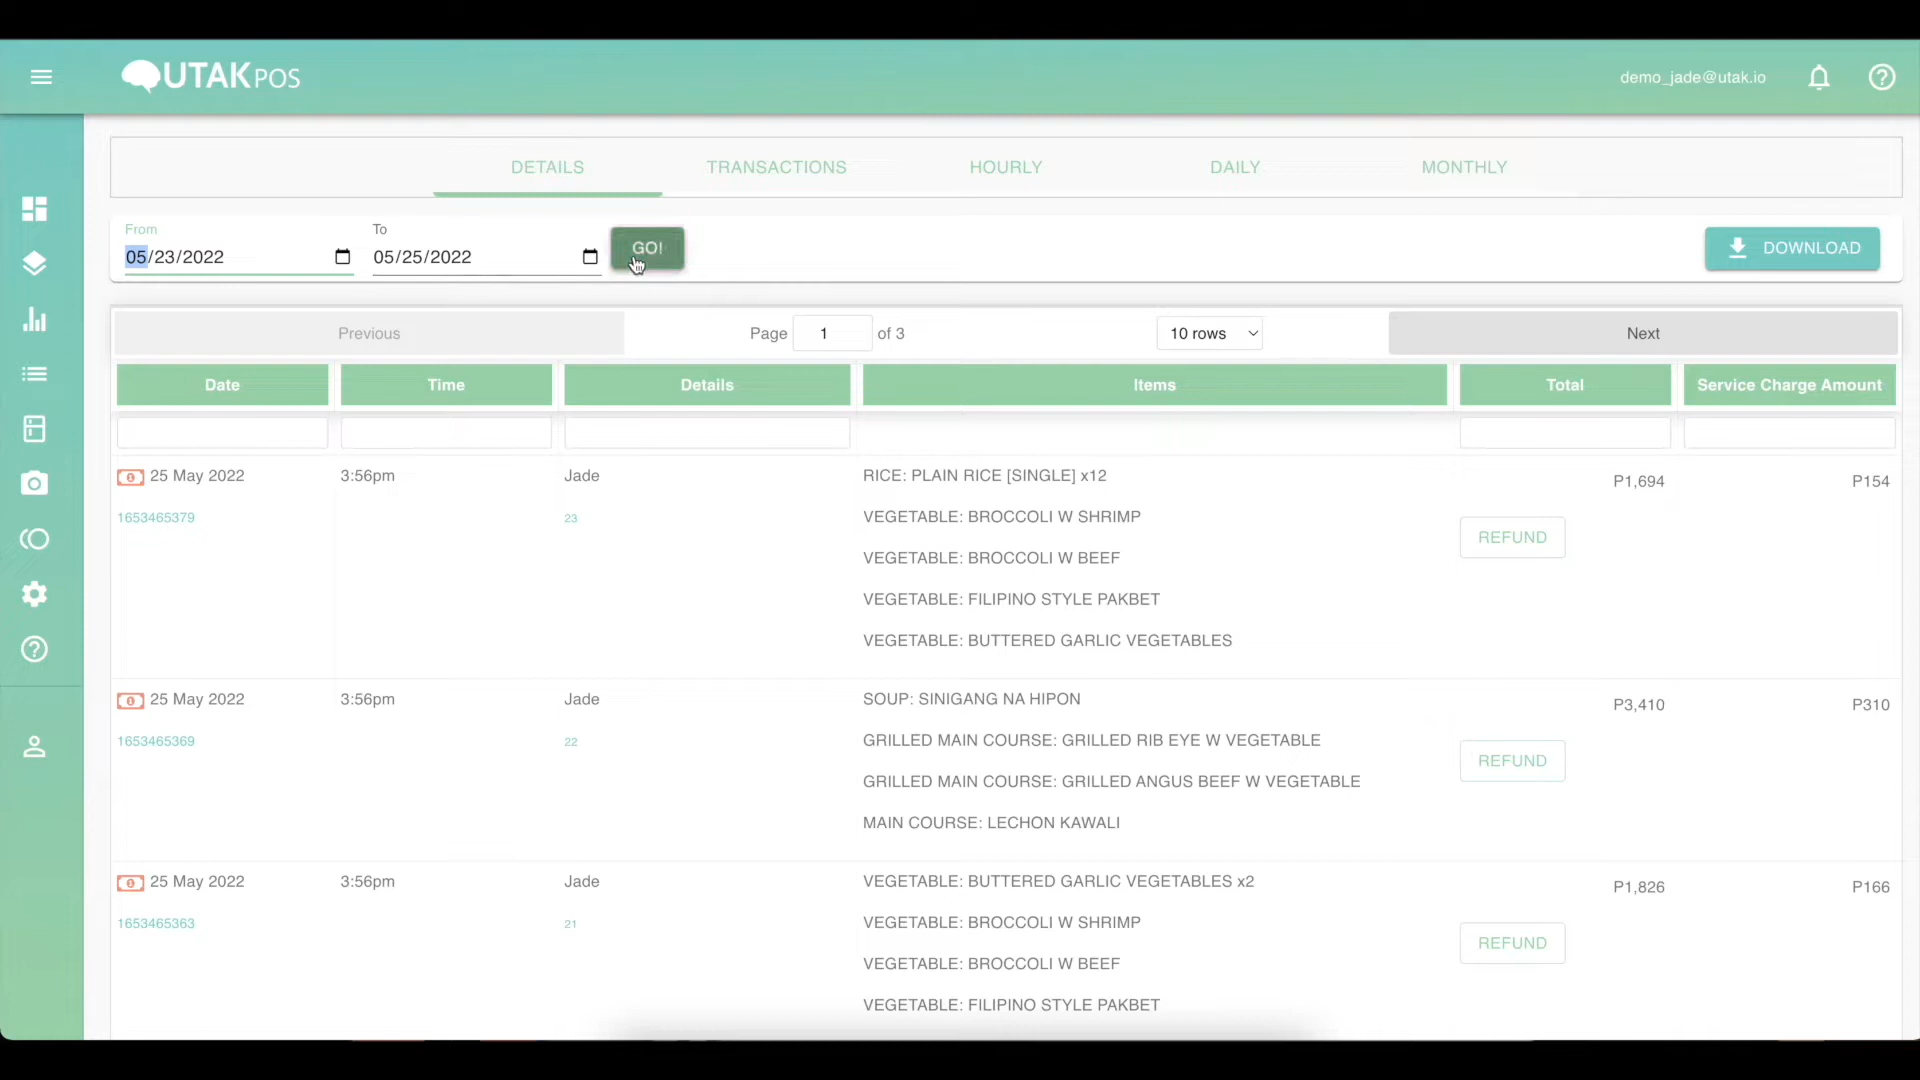 UTAK POS
demo_jade@utak.io
DETAILS TRANSACTIONS HOURLY DAILY MONTHLY
From To
05/23/2022 05/25/2022 GO! DOWNLOAD
Previous Page 1 of 3 10 rows Next
Date Time Details Items Total Service Charge Amount
25 May 2022 3:56pm Jade RICE: PLAIN RICE [SINGLE] x12 P1,694 P154
1653465379 23 VEGETABLE: BROCCOLI W SHRIMP
REFUND
VEGETABLE: BROCCOLI W BEEF
VEGETABLE: FILIPINO STYLE PAKBET
VEGETABLE: BUTTERED GARLIC VEGETABLES
25 May 2022 3:56pm Jade SOUP: SINIGANG NA HIPON P3,410 P310
1653465369 22 GRILLED MAIN COURSE: GRILLED RIB EYE W VEGETABLE
REFUND
GRILLED MAIN COURSE: GRILLED ANGUS BEEF W VEGETABLE
MAIN COURSE: LECHON KAWALI
25 May 2022 3:56pm Jade VEGETABLE: BUTTERED GARLIC VEGETABLES x2 P1,826 P166
1653465363 21 VEGETABLE: BROCCOLI W SHRIMP
REFUND
VEGETABLE: BROCCOLI W BEEF
VEGETABLE: FILIPINO STYLE PAKBET